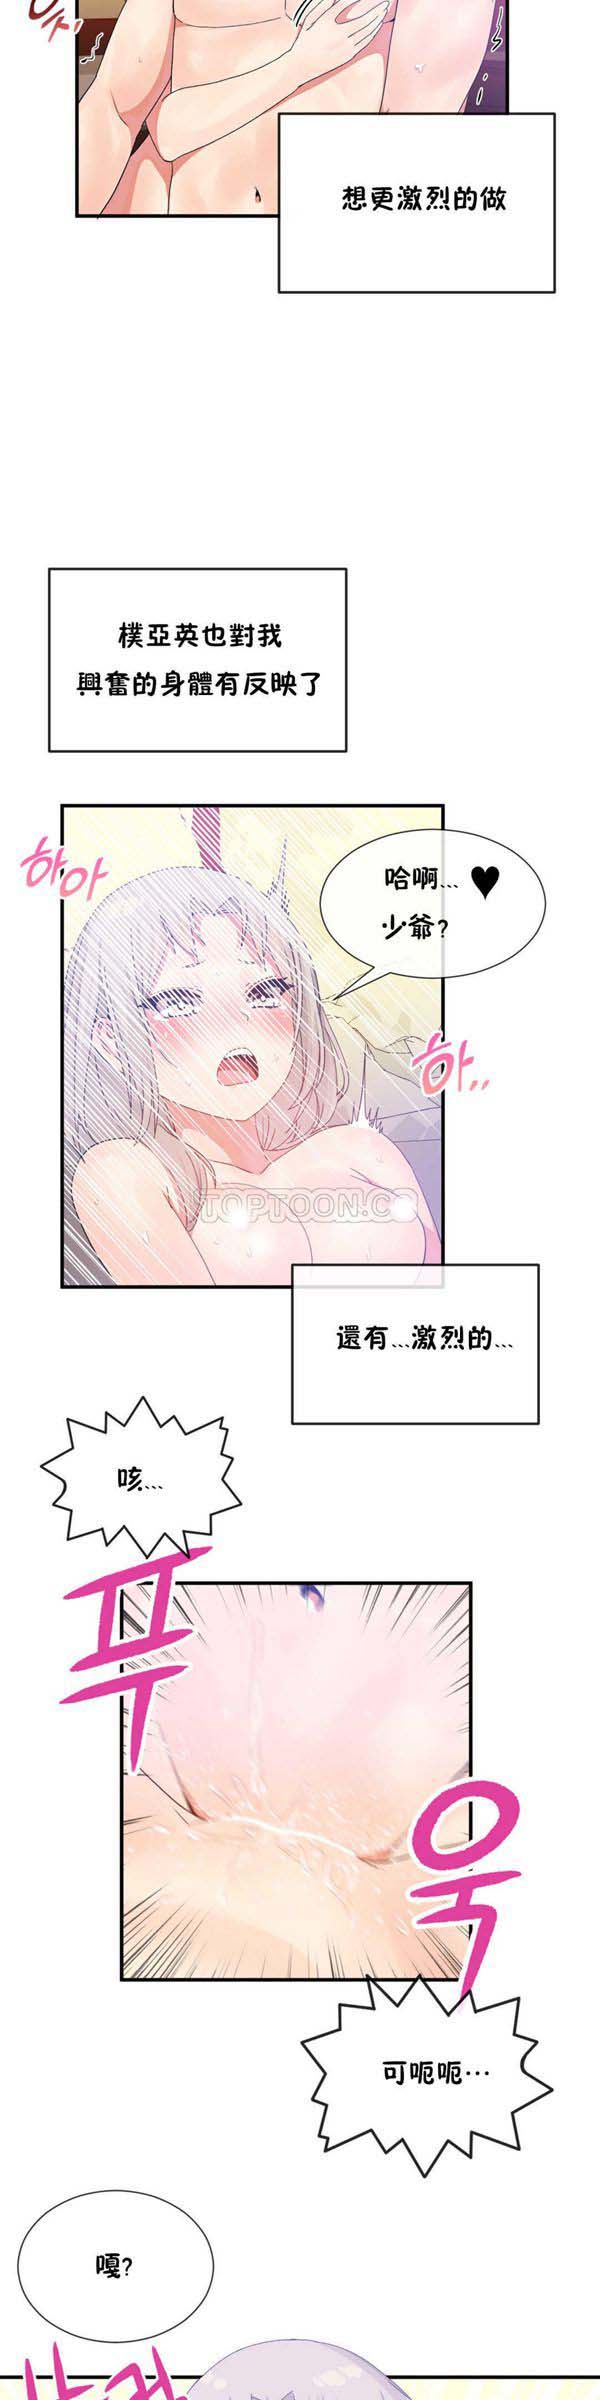 想更激烈的做
樸亞英也對我
興奮的身體有反映了
하아
哈啊... ♥
少爺?
하..
TOPTOON.CO
還有...激烈的...
咳...
푸
욱
可呃呃…
嘎?